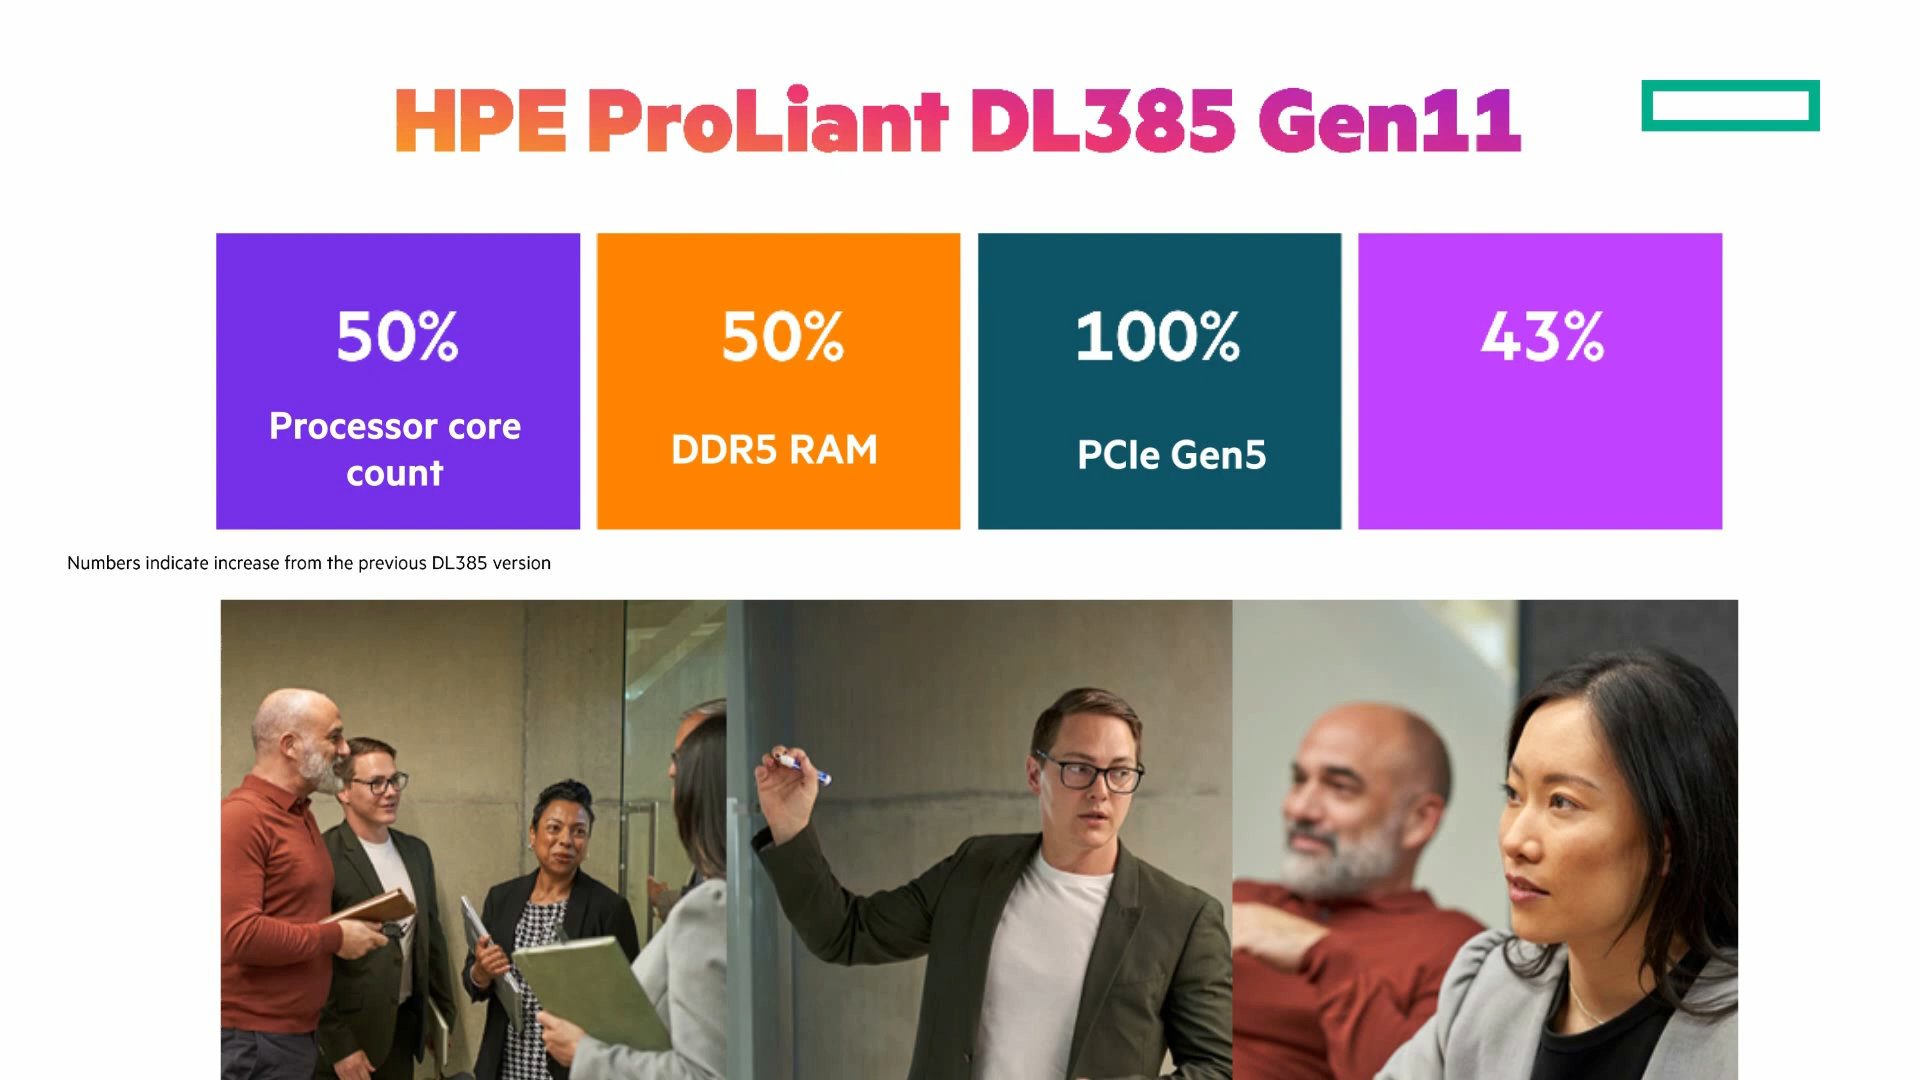 HPE ProLiant DL385 Gen11
50%
Processor core
count
50%
DDR5 RAM
100%
PCIe Gen5
43%
Numbers indicate increase from the previous DL385 version